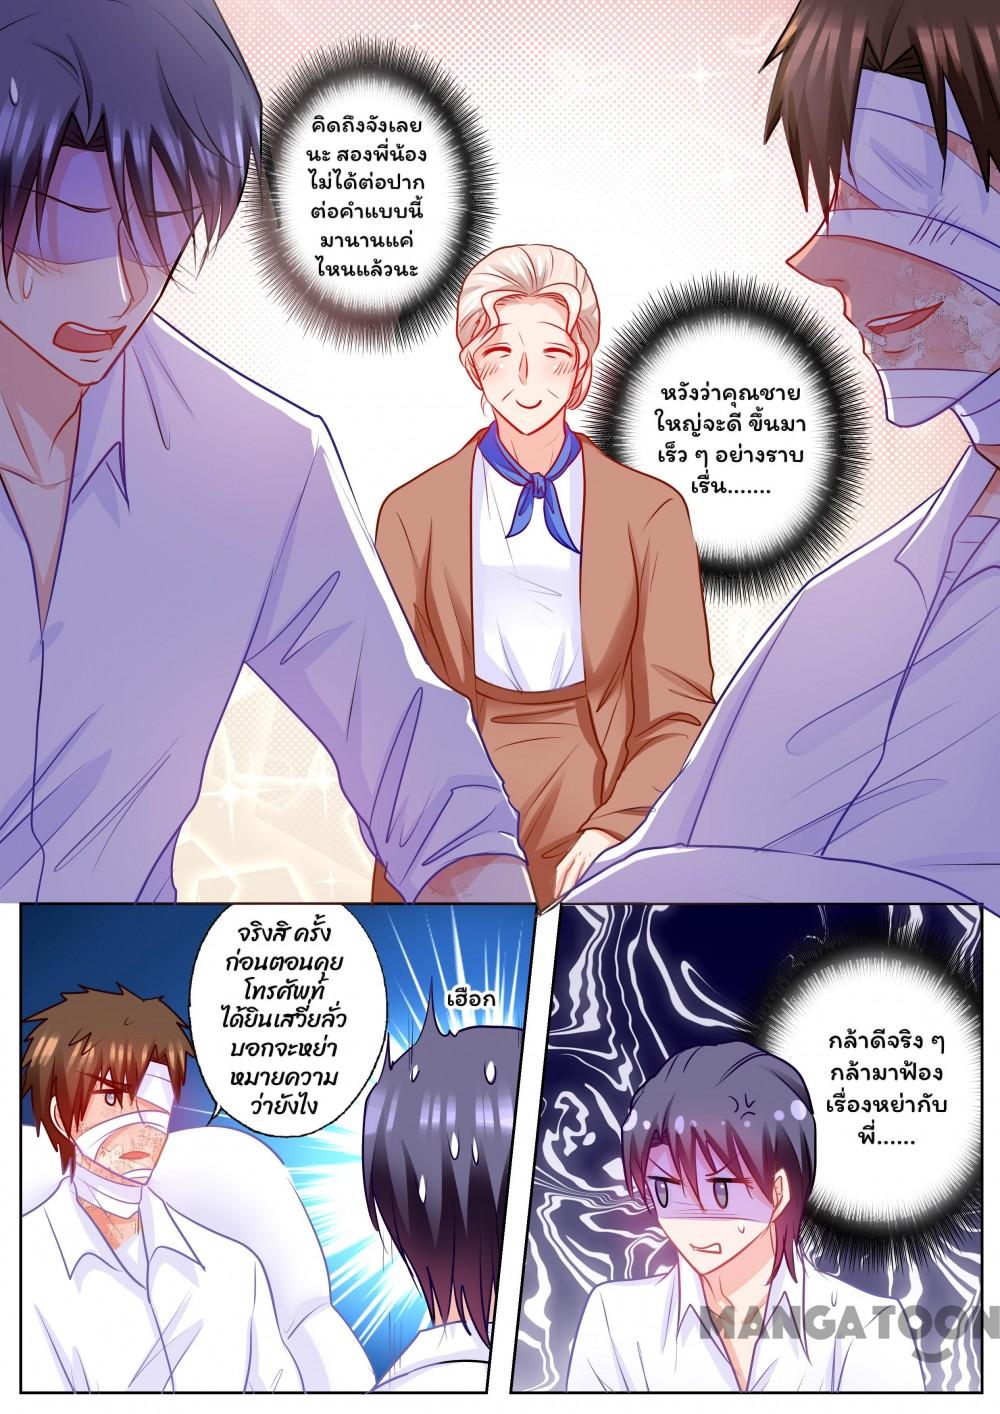 คิดถึงจังเลย
นะ สองพี่น้อง
ไม่ได้ต่อปาก
ต่อคำแบบนี้
มานานแค่
ไหนแล้วนะ
หวังว่าคุณชาย
ใหญ่จะดี ขึ้นมา
เร็ว ๆ อย่างราบ
เรื่น.......
จริงสิ ครั้ง
ก่อนตอนคุย
โทรศัพท์
ได้ยินเสวี่ยลั่ว
บอกจะหย่า
หมายความ
ว่ายังไง
เฮือก
กล้าดีจริง ๆ
กล้ามาฟ้อง
เรื่องหย่ากับ
พี่......
MANGATOON